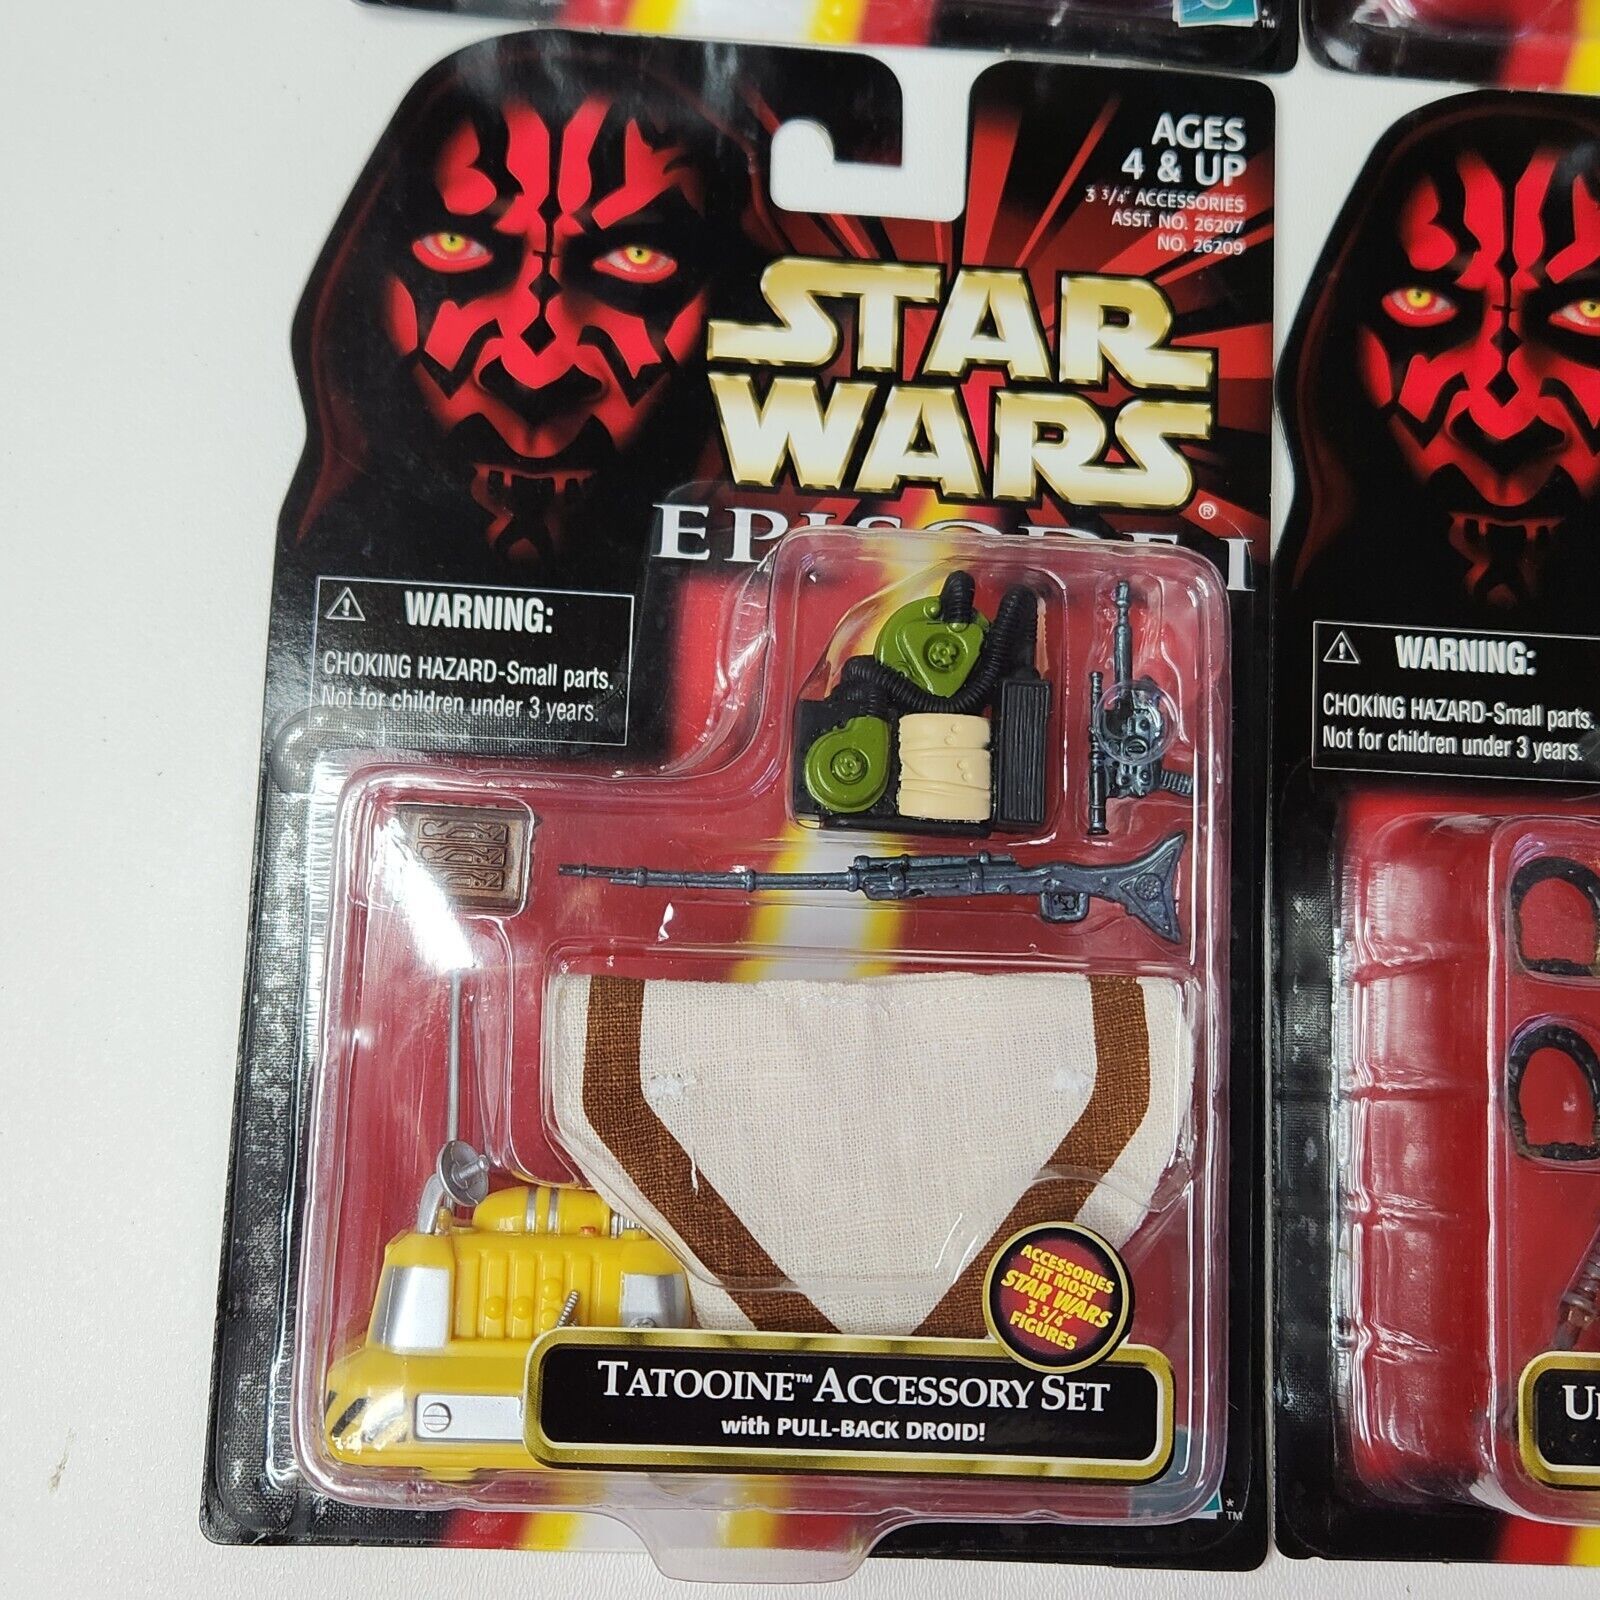 AGES
4 & UP
3 3/4" ACCESSORIES
ASST. NO. 26207
NO. 26209
STAR
WARS®
EPISODE I
⚠ WARNING:
CHOKING HAZARD-Small parts.
Not for children under 3 years.
ACCESSORIES
FIT MOST
STAR WARS
3 3/4"
FIGURES
TATOOINE™ ACCESSORY SET
with PULL-BACK DROID!
*
™
⚠ WARNING:
CHOKING HAZARD-Small parts.
Not for children under 3 years.
™